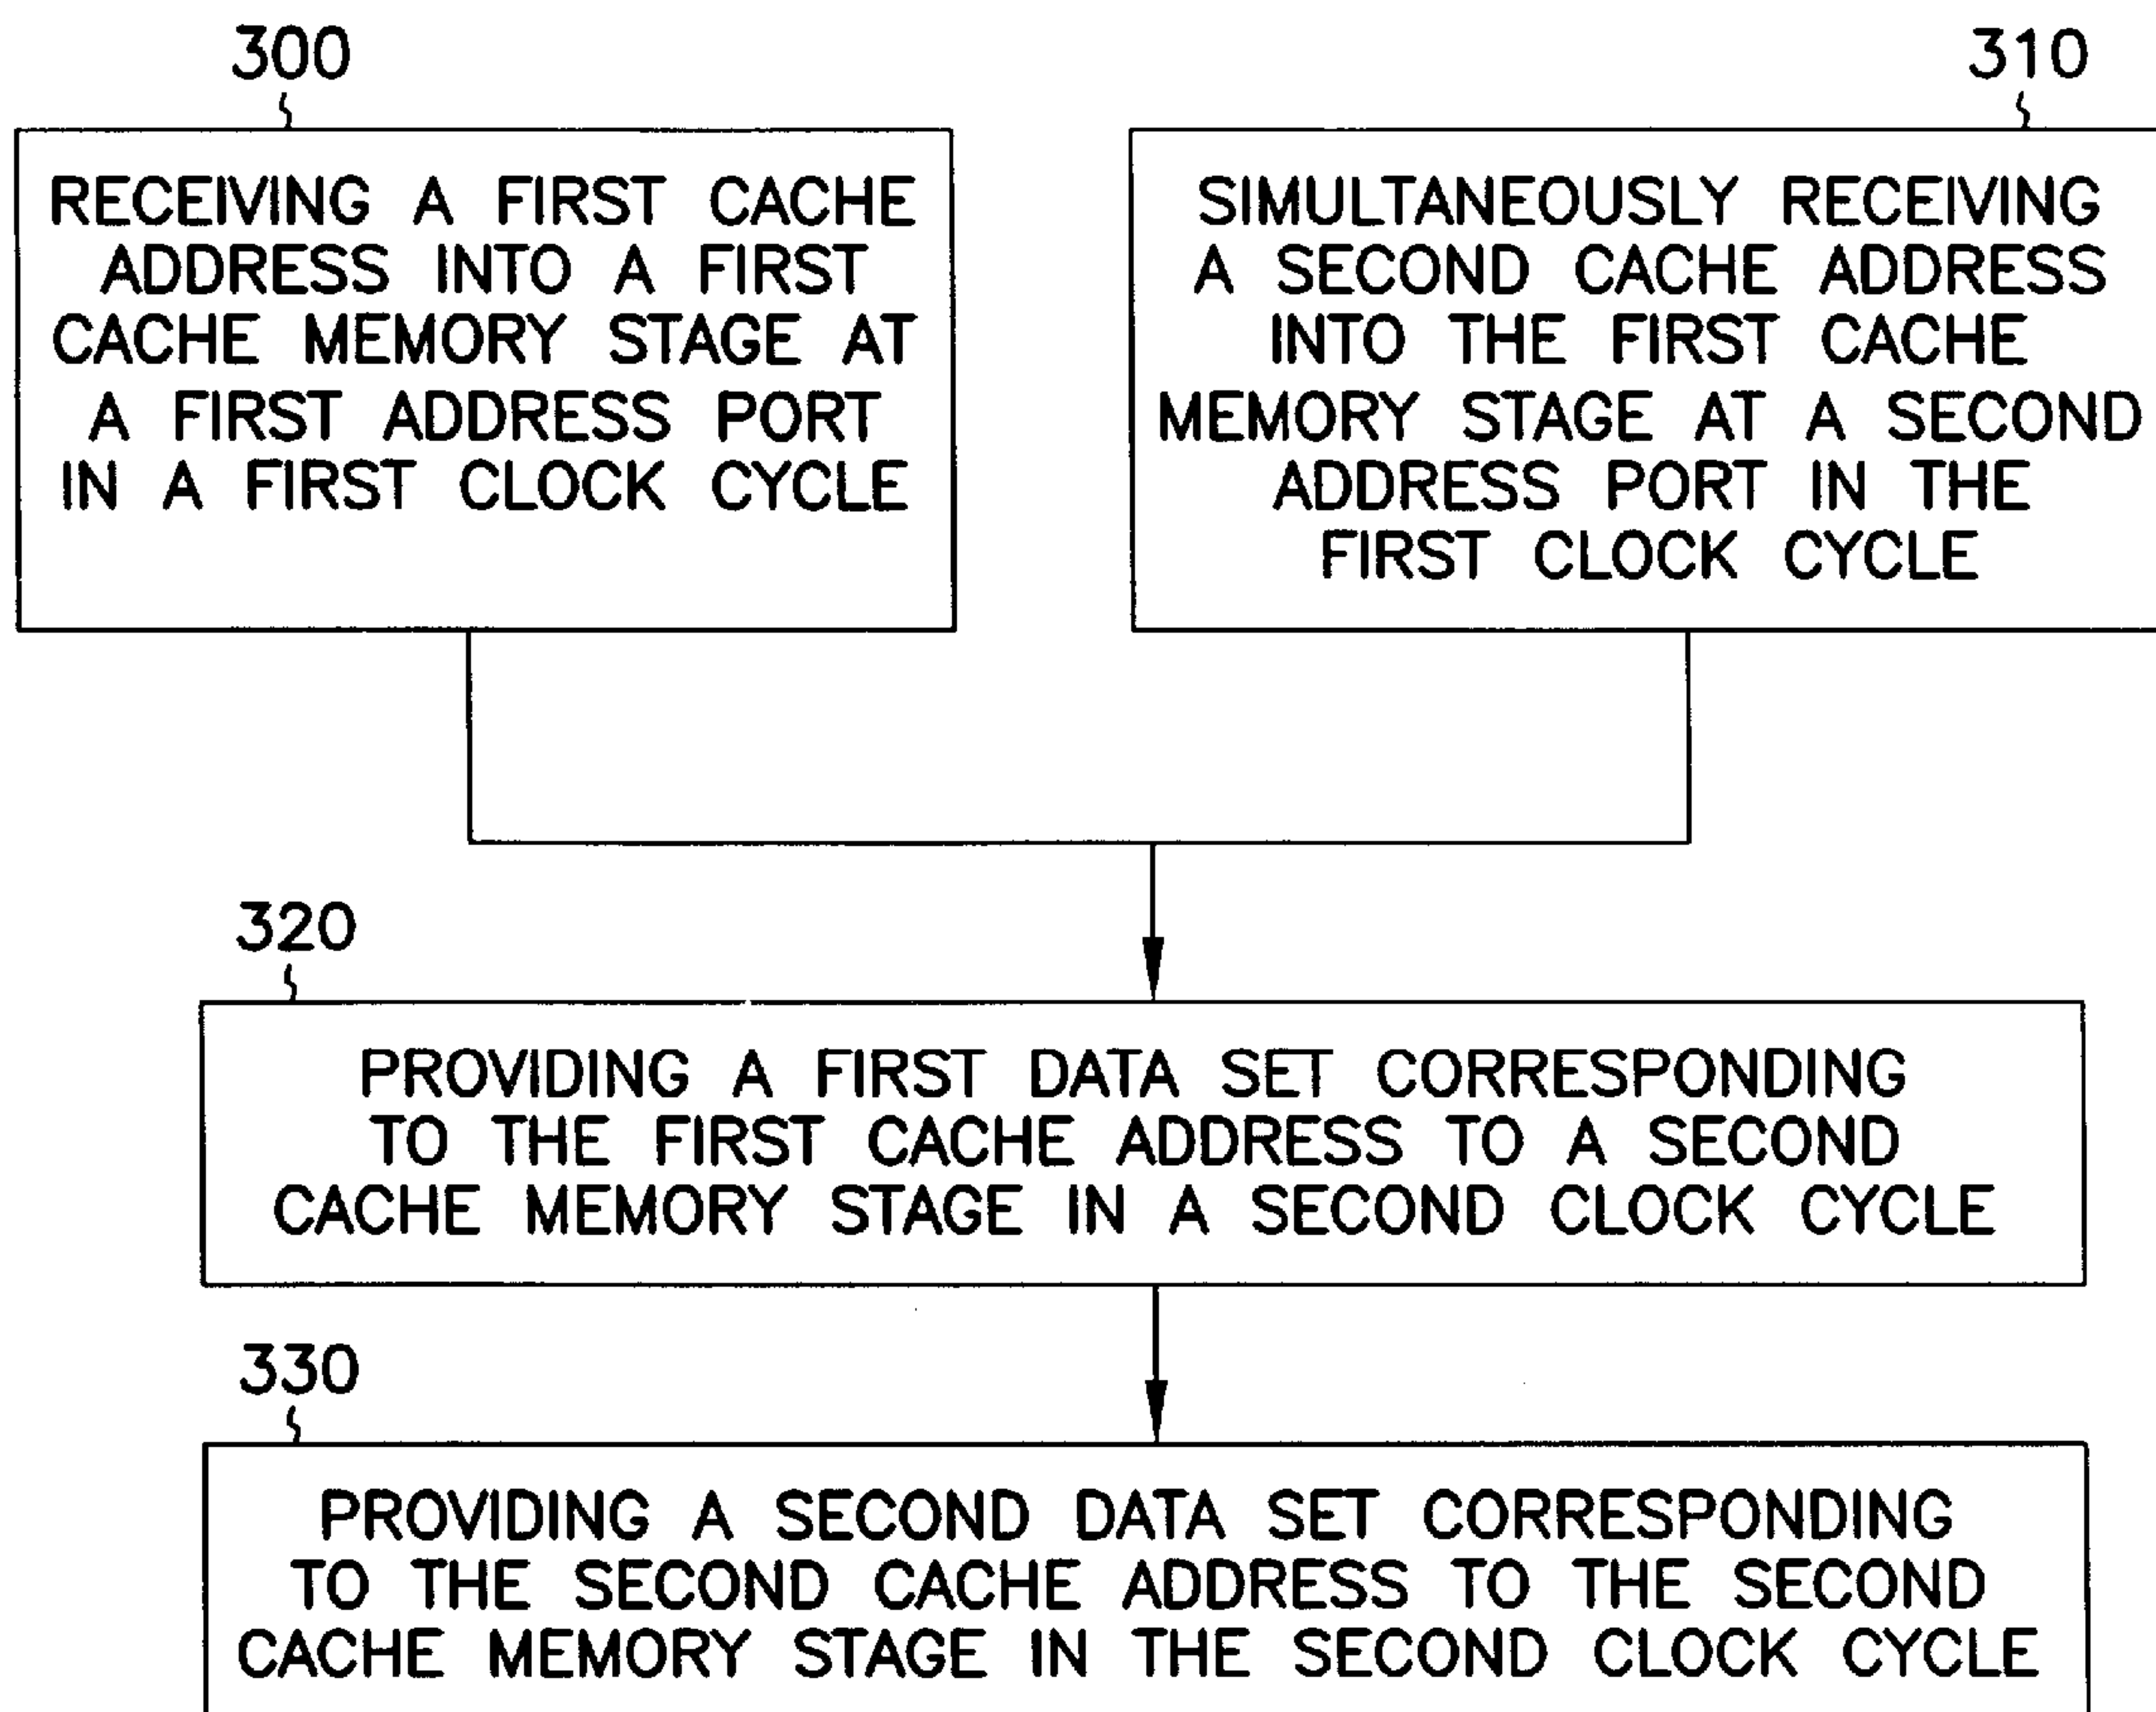 300
RECEIVING A FIRST CACHE
ADDRESS INTO A FIRST
CACHE MEMORY STAGE AT
A FIRST ADDRESS PORT
IN A FIRST CLOCK CYCLE
310
SIMULTANEOUSLY RECEIVING
A SECOND CACHE ADDRESS
INTO THE FIRST CACHE
MEMORY STAGE AT A SECOND
ADDRESS PORT IN THE
FIRST CLOCK CYCLE
320
PROVIDING A FIRST DATA SET CORRESPONDING
TO THE FIRST CACHE ADDRESS TO A SECOND
CACHE MEMORY STAGE IN A SECOND CLOCK CYCLE
330
PROVIDING A SECOND DATA SET CORRESPONDING
TO THE SECOND CACHE ADDRESS TO THE SECOND
CACHE MEMORY STAGE IN THE SECOND CLOCK CYCLE